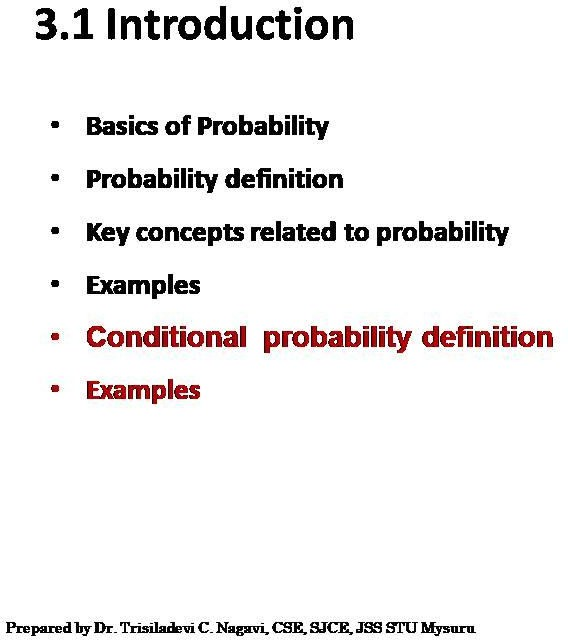 3.1 Introduction
• Basics of Probability
• Probability definition
• Key concepts related to probability
• Examples
• Conditional probability definition
• Examples
Prepared by Dr. Trisiladevi C. Nagavi, CSE, SJCE, JSS STU Mysuru